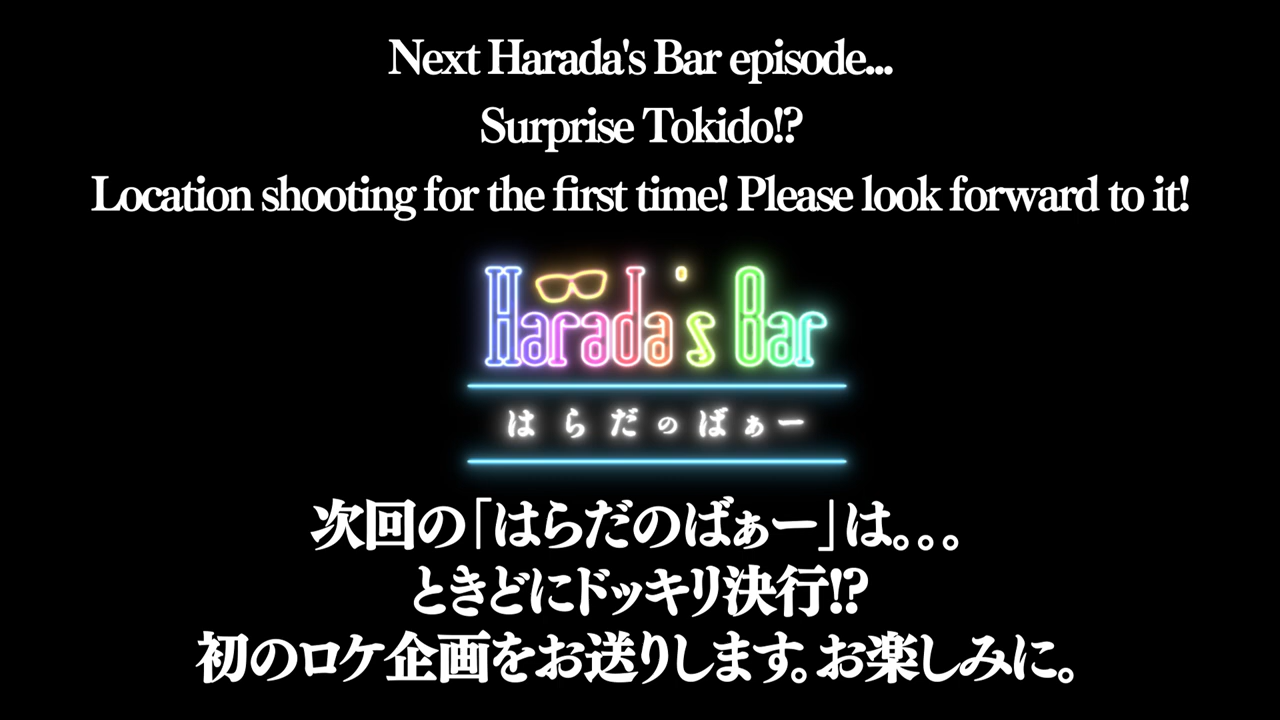 Next Harada's Bar episode...
Surprise Tokido!?
Location shooting for the first time! Please look forward to it!
Harada's Bar
はらだのばぁー
次回の「はらだのばぁー」は。。。
ときどにドッキリ決行!?
初のロケ企画をお送りします。お楽しみに。